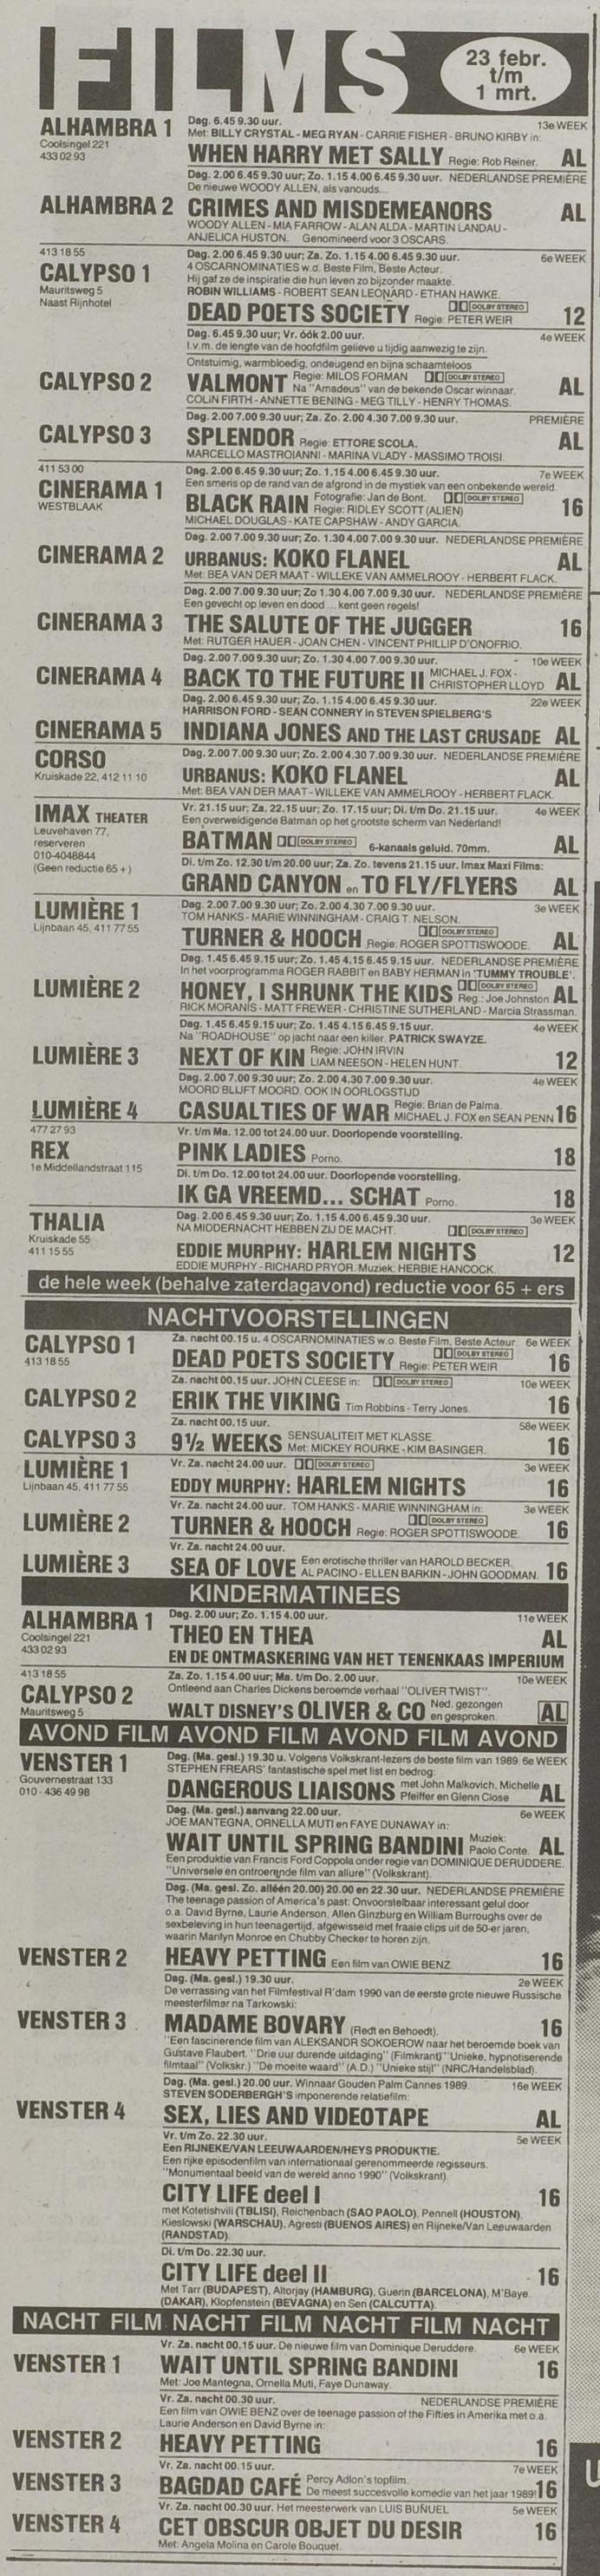 FILMS
23 febr.
t/m
1 mrt.
Dag. 6.45 9.30 uur. 13e WEEK
ALHAMBRA 1 Met: BILLY CRYSTAL - MEG RYAN - CARRIE FISHER - BRUNO KIRBY in:
Coolsingel 221
433 02 93
WHEN HARRY MET SALLY Regie: Rob Reiner. AL
Dag. 2.00 6.45 9.30 uur; Zo. 1.15 4.00 6.45 9.30 uur. NEDERLANDSE PREMIÈRE
De nieuwe WOODY ALLEN, als vanouds...
ALHAMBRA 2 CRIMES AND MISDEMEANORS AL
WOODY ALLEN - MIA FARROW - ALAN ALDA - MARTIN LANDAU -
ANJELICA HUSTON. Genomineerd voor 3 OSCARS.
413 18 55 Dag. 2.00 6.45 9.30 uur; Za. Zo. 1.15 4.00 6.45 9.30 uur. 6e WEEK
CALYPSO 1 4 OSCARNOMINATIES w.o. Beste Film, Beste Acteur.
Mauritsweg 5 Hij gaf ze de inspiratie die hun leven zo bijzonder maakte.
Naast Rijnhotel ROBIN WILLIAMS - ROBERT SEAN LEONARD - ETHAN HAWKE.
DEAD POETS SOCIETY DOLBY STEREO Regie: PETER WEIR 12
Dag. 6.45 9.30 uur; Vr. óók 2.00 uur. 4e WEEK
I.v.m. de lengte van de hoofdfilm gelieve u tijdig aanwezig te zijn.
Onstuimig, warmbloedig, ondeugend en bijna schaamteloos
CALYPSO 2 VALMONT Regie: MILOS FORMAN DOLBY STEREO AL
Na "Amadeus" van de bekende Oscar winnaar.
COLIN FIRTH - ANNETTE BENING - MEG TILLY - HENRY THOMAS.
Dag. 2.00 7.00 9.30 uur; Za. Zo. 2.00 4.30 7.00 9.30 uur. PREMIÈRE
CALYPSO 3 SPLENDOR Regie: ETTORE SCOLA. AL
MARCELLO MASTROIANNI - MARINA VLADY - MASSIMO TROISI.
411 53 00 Dag. 2.00 6.45 9.30 uur; Zo. 1.15 4.00 6.45 9.30 uur. 7e WEEK
CINERAMA 1 Een smeris op de rand van de afgrond in de mystiek van een onbekende wereld.
WESTBLAAK BLACK RAIN Fotografie: Jan de Bont. DOLBY STEREO 16
Regie: RIDLEY SCOTT (ALIEN)
MICHAEL DOUGLAS - KATE CAPSHAW - ANDY GARCIA.
Dag. 2.00 7.00 9.30 uur; Zo. 1.30 4.00 7.00 9.30 uur. NEDERLANDSE PREMIÈRE
CINERAMA 2 URBANUS: KOKO FLANEL AL
Met: BEA VAN DER MAAT - WILLEKE VAN AMMELROOY - HERBERT FLACK.
Dag. 2.00 7.00 9.30 uur; Zo 1.30 4.00 7.00 9.30 uur. NEDERLANDSE PREMIÈRE
Een gevecht op leven en dood... kent geen regels!
CINERAMA 3 THE SALUTE OF THE JUGGER 16
Met: RUTGER HAUER - JOAN CHEN - VINCENT PHILLIP D'ONOFRIO.
Dag. 2.00 7.00 9.30 uur; Zo. 1.30 4.00 7.00 9.30 uur. 10e WEEK
CINERAMA 4 BACK TO THE FUTURE II MICHAEL J. FOX - CHRISTOPHER LLOYD AL
Dag. 2.00 6.45 9.30 uur; Zo. 1.15 4.00 6.45 9.30 uur. 22e WEEK
HARRISON FORD - SEAN CONNERY in STEVEN SPIELBERG'S
CINERAMA 5 INDIANA JONES AND THE LAST CRUSADE AL
CORSO Dag. 2.00 7.00 9.30 uur; Zo. 2.00 4.30 7.00 9.30 uur. NEDERLANDSE PREMIÈRE
Kruiskade 22, 412 11 10 URBANUS: KOKO FLANEL AL
Met: BEA VAN DER MAAT - WILLEKE VAN AMMELROOY - HERBERT FLACK.
IMAX THEATER Vr. 21.15 uur; Za. 22.15 uur; Zo. 17.15 uur; Di. t/m Do. 21.15 uur. 4e WEEK
Leuvehaven 77, Een overweldigende Batman op het grootste scherm van Nederland!
reserveren
010-4048844 BATMAN DOLBY STEREO 6-kanaals geluid. 70mm. AL
(Geen reductie 65 +) Di. t/m Zo. 12.30 t/m 20.00 uur; Za. Zo. tevens 21.15 uur. Imax Maxi Films:
GRAND CANYON en TO FLY/FLYERS AL
LUMIÈRE 1 Dag. 2.00 7.00 9.30 uur; Zo. 2.00 4.30 7.00 9.30 uur. 3e WEEK
Lijnbaan 45, 411 77 55 TOM HANKS - MARIE WINNINGHAM - CRAIG T. NELSON.
TURNER & HOOCH DOLBY STEREO Regie: ROGER SPOTTISWOODE. AL
Dag. 1.45 6.45 9.15 uur; Zo. 1.45 4.15 6.45 9.15 uur. NEDERLANDSE PREMIÈRE
In het voorprogramma ROGER RABBIT en BABY HERMAN in 'TUMMY TROUBLE'.
LUMIÈRE 2 HONEY, I SHRUNK THE KIDS DOLBY STEREO Reg.: Joe Johnston AL
RICK MORANIS - MATT FREWER - CHRISTINE SUTHERLAND - Marcia Strassman.
Dag. 1.45 6.45 9.15 uur; Zo. 1.45 4.15 6.45 9.15 uur. 4e WEEK
Na "ROADHOUSE" op jacht naar een killer. PATRICK SWAYZE.
LUMIÈRE 3 NEXT OF KIN Regie: JOHN IRVIN LIAM NEESON - HELEN HUNT. 12
Dag. 2.00 7.00 9.30 uur; Zo. 2.00 4.30 7.00 9.30 uur. 4e WEEK
MOORD BLIJFT MOORD. OOK IN OORLOGSTIJD
LUMIÈRE 4 CASUALTIES OF WAR Regie: Brian de Palma. MICHAEL J. FOX en SEAN PENN 16
477 27 93 Vr. t/m Ma. 12.00 tot 24.00 uur. Doorlopende voorstelling.
REX PINK LADIES Porno. 18
1e Middellandstraat 115 Di. t/m Do. 12.00 tot 24.00 uur. Doorlopende voorstelling.
IK GA VREEMD... SCHAT Porno. 18
THALIA Dag. 2.00 6.45 9.30 uur; Zo. 1.15 4.00 6.45 9.30 uur. 3e WEEK
Kruiskade 55 NA MIDDERNACHT HEBBEN ZIJ DE MACHT. DOLBY STEREO
411 15 55 EDDIE MURPHY: HARLEM NIGHTS 12
EDDIE MURPHY - RICHARD PRYOR. Muziek: HERBIE HANCOCK.
de hele week (behalve zaterdagavond) reductie voor 65 + ers
NACHTVOORSTELLINGEN
CALYPSO 1 Za. nacht 00.15 u. 4 OSCARNOMINATIES w.o. Beste Film, Beste Acteur. 6e WEEK
413 18 55 DEAD POETS SOCIETY DOLBY STEREO Regie: PETER WEIR 16
Za. nacht 00.15 uur. JOHN CLEESE in: DOLBY STEREO 10e WEEK
CALYPSO 2 ERIK THE VIKING Tim Robbins - Terry Jones. 16
Za. nacht 00.15 uur. 58e WEEK
CALYPSO 3 9½ WEEKS SENSUALITEIT MET KLASSE. Met: MICKEY ROURKE - KIM BASINGER. 16
LUMIÈRE 1 Vr. Za. nacht 24.00 uur. DOLBY STEREO 3e WEEK
Lijnbaan 45, 411 77 55 EDDY MURPHY: HARLEM NIGHTS 16
Vr. Za. nacht 24.00 uur. TOM HANKS - MARIE WINNINGHAM in: 3e WEEK
LUMIÈRE 2 TURNER & HOOCH DOLBY STEREO Regie: ROGER SPOTTISWOODE. 16
Vr. Za. nacht 24.00 uur.
LUMIÈRE 3 SEA OF LOVE Een erotische thriller van HAROLD BECKER. AL PACINO - ELLEN BARKIN - JOHN GOODMAN. 16
KINDERMATINEES
ALHAMBRA 1 Dag. 2.00 uur; Zo. 1.15 4.00 uur. 11e WEEK
Coolsingel 221 THEO EN THEA AL
433 02 93 EN DE ONTMASKERING VAN HET TENENKAAS IMPERIUM
413 18 55 Za. Zo. 1.15 4.00 uur; Ma. t/m Do. 2.00 uur. 10e WEEK
CALYPSO 2 Ontleend aan Charles Dickens beroemde verhaal "OLIVER TWIST".
Mauritsweg 5 WALT DISNEY'S OLIVER & CO Ned. gezongen en gesproken. AL
AVOND FILM AVOND FILM AVOND FILM AVOND
VENSTER 1 Dag. (Ma. gesl.) 19.30 u. Volgens Volkskrant-lezers de beste film van 1989. 6e WEEK
Gouvernestraat 133 STEPHEN FREARS' fantastische spel met list en bedrog:
010 - 436 49 98 DANGEROUS LIAISONS met John Malkovich, Michelle Pfeiffer en Glenn Close AL
Dag. (Ma. gesl.) aanvang 22.00 uur. 6e WEEK
JOE MANTEGNA, ORNELLA MUTI en FAYE DUNAWAY in:
WAIT UNTIL SPRING BANDINI Muziek: Paolo Conte. AL
Een produktie van Francis Ford Coppola onder regie van DOMINIQUE DERUDDERE.
"Universele en ontroerende film van allure" (Volkskrant).
Dag. (Ma. gesl. Zo. alléén 20.00) 20.00 en 22.30 uur. NEDERLANDSE PREMIÈRE
The teenage passion of America's past: Onvoorstelbaar interessant gelul door
o.a. David Byrne, Laurie Anderson, Allen Ginzburg en William Burroughs over de
sexbeleving in hun teenagertijd, afgewisseld met fraaie clips uit de 50-er jaren,
waarin Marilyn Monroe en Chubby Checker te horen zijn.
VENSTER 2 HEAVY PETTING Een film van OWIE BENZ. 16
Dag. (Ma. gesl.) 19.30 uur. 2e WEEK
De verrassing van het Filmfestival R'dam 1990 van de eerste grote nieuwe Russische
meesterfilmer na Tarkowski:
VENSTER 3 MADAME BOVARY (Redt en Behoedt). 16
"Een fascinerende film van ALEKSANDR SOKOEROW naar het beroemde boek van
Gustave Flaubert. "Drie uur durende uitdaging" (Filmkrant) "Unieke, hypnotiserende
filmtaal" (Volkskr.) "De moeite waard" (A.D.) "Unieke stijl" (NRC/Handelsblad).
Dag. (Ma. gesl.) 20.00 uur. Winnaar Gouden Palm Cannes 1989. 16e WEEK
STEVEN SODERBERGH'S imponerende relatiefilm:
VENSTER 4 SEX, LIES AND VIDEOTAPE AL
Vr. t/m Zo. 22.30 uur. 5e WEEK
Een RIJNEKE/VAN LEEUWAARDEN/HEYS PRODUKTIE.
Een rijke episodenfilm van internationaal gerenommeerde regisseurs.
"Monumentaal beeld van de wereld anno 1990" (Volkskrant).
CITY LIFE deel I 16
met Kotetishvili (TBLISI), Reichenbach (SAO PAOLO), Pennell (HOUSTON),
Kieslowski (WARSCHAU), Agresti (BUENOS AIRES) en Rijneke/Van Leeuwaarden
(RANDSTAD).
Di. t/m Do. 22.30 uur.
CITY LIFE deel II 16
Met Tarr (BUDAPEST), Altorjay (HAMBURG), Guerin (BARCELONA), M'Baye
(DAKAR), Klopfenstein (BEVAGNA) en Sen (CALCUTTA).
NACHT FILM NACHT FILM NACHT FILM NACHT
Vr. Za. nacht 00.15 uur. De nieuwe film van Dominique Deruddere. 6e WEEK
VENSTER 1 WAIT UNTIL SPRING BANDINI 16
Met: Joe Mantegna, Ornella Muti, Faye Dunaway.
Vr. Za. nacht 00.30 uur. NEDERLANDSE PREMIÈRE
Een film van OWIE BENZ over de teenage passion of the Fifties in Amerika met o.a.
Laurie Anderson en David Byrne in:
VENSTER 2 HEAVY PETTING 16
Vr. Za. nacht 00.15 uur. 7e WEEK
VENSTER 3 BAGDAD CAFÉ Percy Adlon's topfilm. De meest succesvolle komedie van het jaar 1989! 16
Vr. Za. nacht 00.30 uur. Het meesterwerk van LUIS BUÑUEL 5e WEEK
VENSTER 4 CET OBSCUR OBJET DU DESIR 16
Met: Angela Molina en Carole Bouquet.